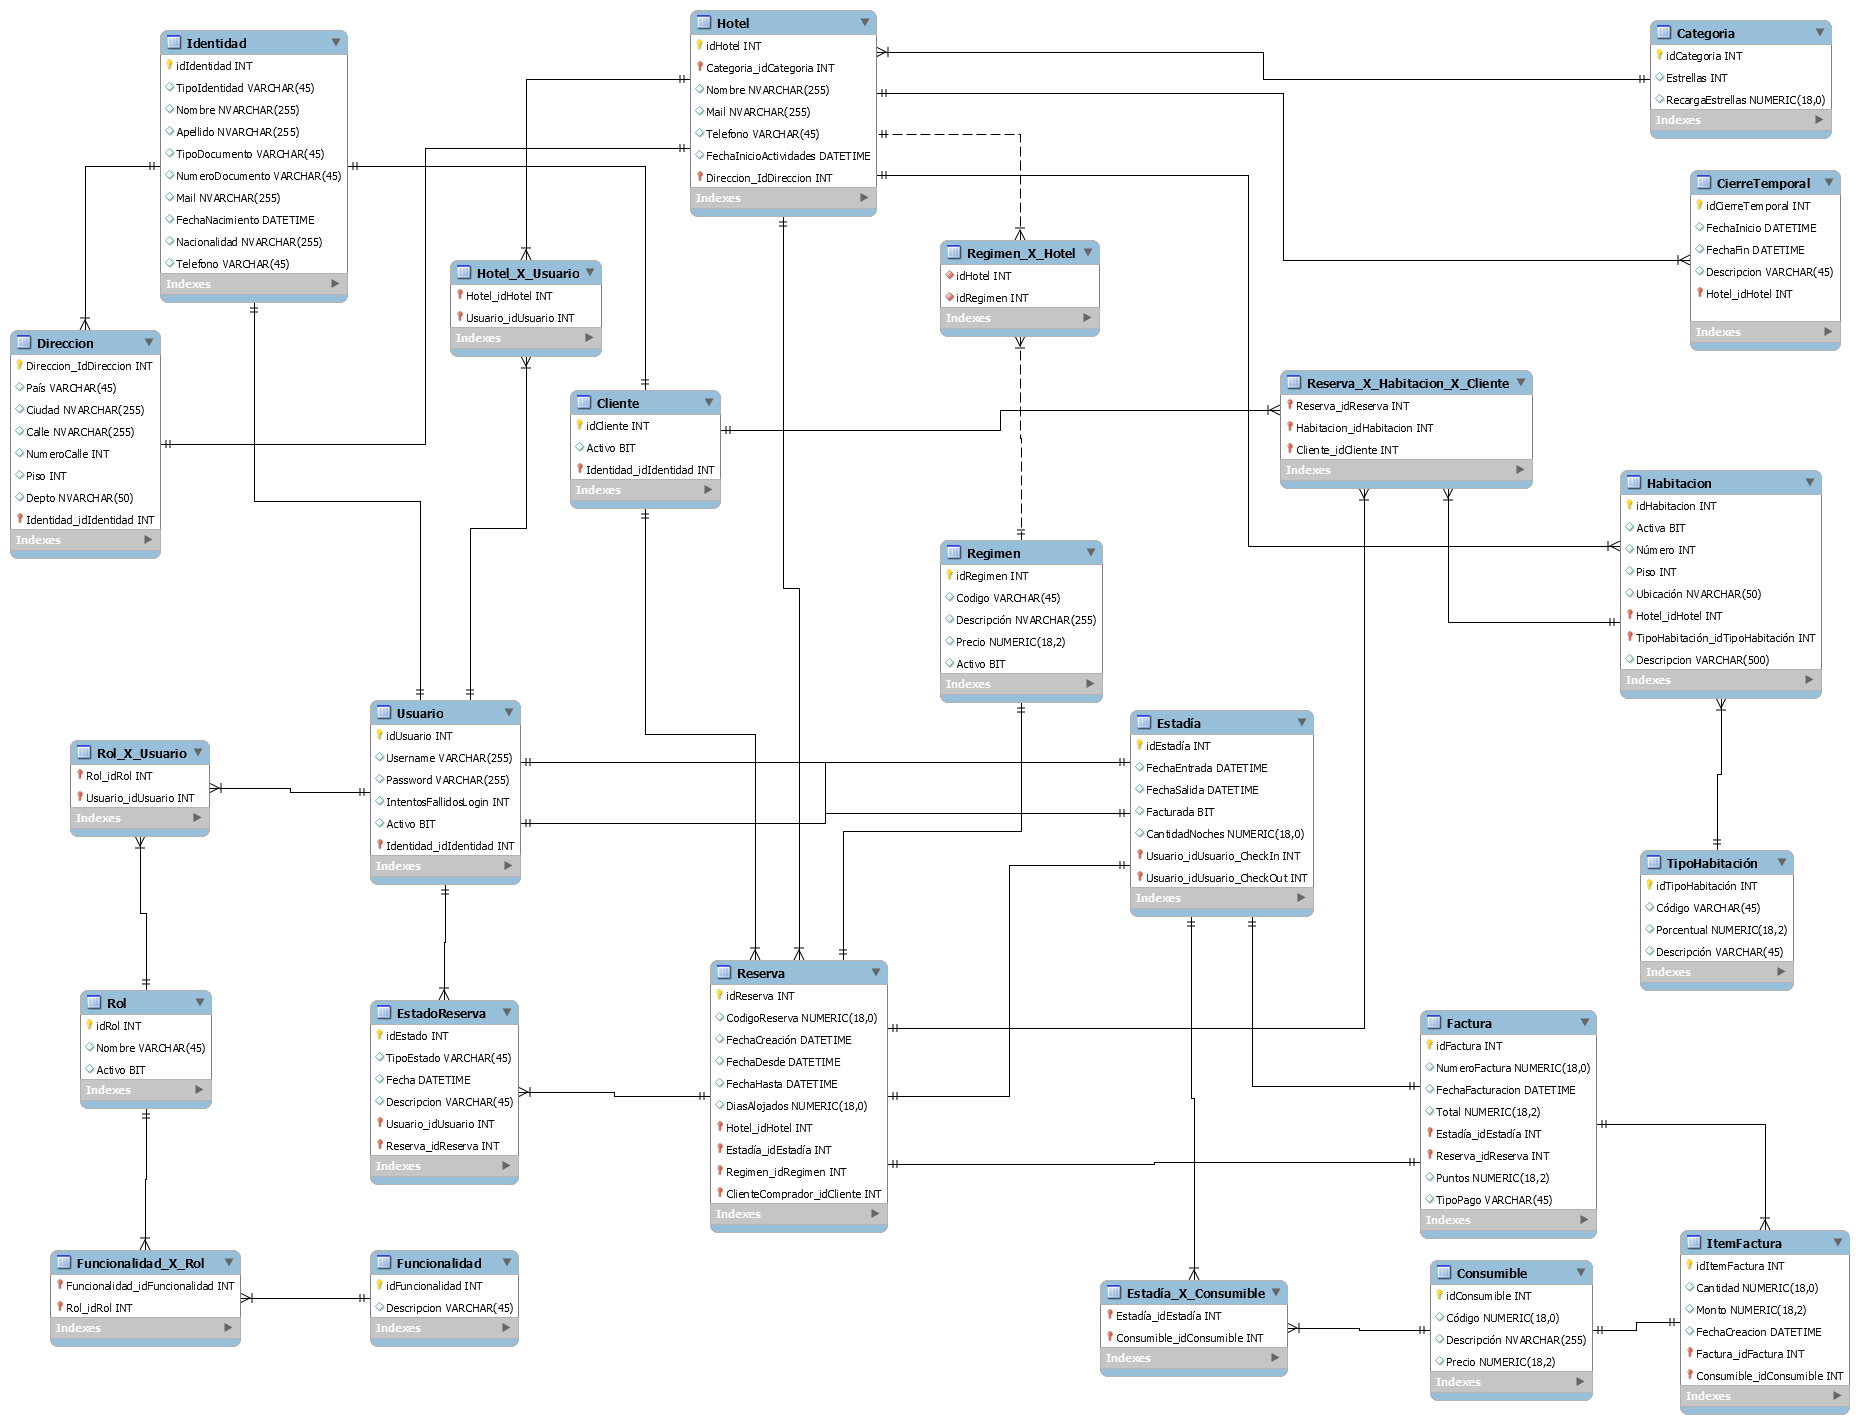 Identidad
idIdentidad INT
TipoIdentidad VARCHAR(45)
Nombre NVARCHAR(255)
Apellido NVARCHAR(255)
TipoDocumento VARCHAR(45)
NumeroDocumento VARCHAR(45)
Mail NVARCHAR(255)
FechaNacimiento DATETIME
Nacionalidad NVARCHAR(255)
Telefono VARCHAR(45)
Indexes
Hotel
idHotel INT
Categoria_idCategoria INT
Nombre NVARCHAR(255)
Mail NVARCHAR(255)
Telefono VARCHAR(45)
FechaInicioActividades DATETIME
Direccion_IdDireccion INT
Indexes
Categoria
idCategoria INT
Estrellas INT
RecargaEstrellas NUMERIC(18,0)
Indexes
CierreTemporal
idCierreTemporal INT
FechaInicio DATETIME
FechaFin DATETIME
Descripcion VARCHAR(45)
Hotel_idHotel INT
Indexes
Hotel_X_Usuario
Hotel_idHotel INT
Usuario_idUsuario INT
Indexes
Regimen_X_Hotel
idHotel INT
idRegimen INT
Indexes
Direccion
Direccion_IdDireccion INT
País VARCHAR(45)
Ciudad NVARCHAR(255)
Calle NVARCHAR(255)
NumeroCalle INT
Piso INT
Depto NVARCHAR(50)
Identidad_idIdentidad INT
Indexes
Cliente
idCliente INT
Activo BIT
Identidad_idIdentidad INT
Indexes
Reserva_X_Habitacion_X_Cliente
Reserva_idReserva INT
Habitacion_idHabitacion INT
Cliente_idCliente INT
Indexes
Habitacion
idHabitacion INT
Activa BIT
Número INT
Piso INT
Ubicación NVARCHAR(50)
Hotel_idHotel INT
TipoHabitación_idTipoHabitación INT
Descripcion VARCHAR(500)
Indexes
Regimen
idRegimen INT
Codigo VARCHAR(45)
Descripción NVARCHAR(255)
Precio NUMERIC(18,2)
Activo BIT
Indexes
Usuario
idUsuario INT
Username VARCHAR(255)
Password VARCHAR(255)
IntentosFallidosLogin INT
Activo BIT
Identidad_idIdentidad INT
Indexes
Estadía
idEstadía INT
FechaEntrada DATETIME
FechaSalida DATETIME
Facturada BIT
CantidadNoches NUMERIC(18,0)
Usuario_idUsuario_CheckIn INT
Usuario_idUsuario_CheckOut INT
Indexes
Rol_X_Usuario
Rol_idRol INT
Usuario_idUsuario INT
Indexes
TipoHabitación
idTipoHabitación INT
Código VARCHAR(45)
Porcentual NUMERIC(18,2)
Descripción VARCHAR(45)
Indexes
Rol
idRol INT
Nombre VARCHAR(45)
Activo BIT
Indexes
EstadoReserva
idEstado INT
TipoEstado VARCHAR(45)
Fecha DATETIME
Descripcion VARCHAR(45)
Usuario_idUsuario INT
Reserva_idReserva INT
Indexes
Reserva
idReserva INT
CodigoReserva NUMERIC(18,0)
FechaCreación DATETIME
FechaDesde DATETIME
FechaHasta DATETIME
DiasAlojados NUMERIC(18,0)
Hotel_idHotel INT
Estadía_idEstadía INT
Regimen_idRegimen INT
ClienteComprador_idCliente INT
Indexes
Factura
idFactura INT
NumeroFactura NUMERIC(18,0)
FechaFacturacion DATETIME
Total NUMERIC(18,2)
Estadía_idEstadía INT
Reserva_idReserva INT
Puntos NUMERIC(18,2)
TipoPago VARCHAR(45)
Indexes
Funcionalidad_X_Rol
Funcionalidad_idFuncionalidad INT
Rol_idRol INT
Indexes
Funcionalidad
idFuncionalidad INT
Descripcion VARCHAR(45)
Indexes
Estadía_X_Consumible
Estadía_idEstadía INT
Consumible_idConsumible INT
Indexes
Consumible
idConsumible INT
Código NUMERIC(18,0)
Descripción NVARCHAR(255)
Precio NUMERIC(18,2)
Indexes
ItemFactura
idItemFactura INT
Cantidad NUMERIC(18,0)
Monto NUMERIC(18,2)
FechaCreacion DATETIME
Factura_idFactura INT
Consumible_idConsumible INT
Indexes